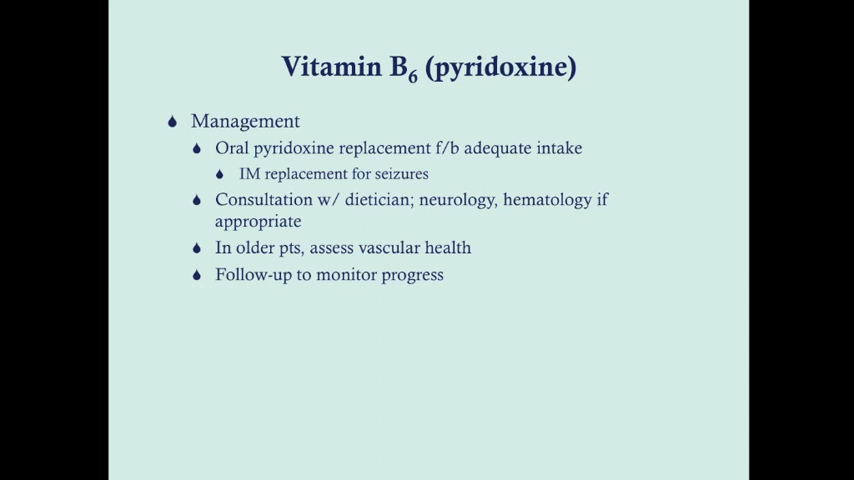 Vitamin B₆ (pyridoxine)
Management
Oral pyridoxine replacement f/b adequate intake
IM replacement for seizures
Consultation w/ dietician; neurology, hematology if
appropriate
In older pts, assess vascular health
Follow-up to monitor progress